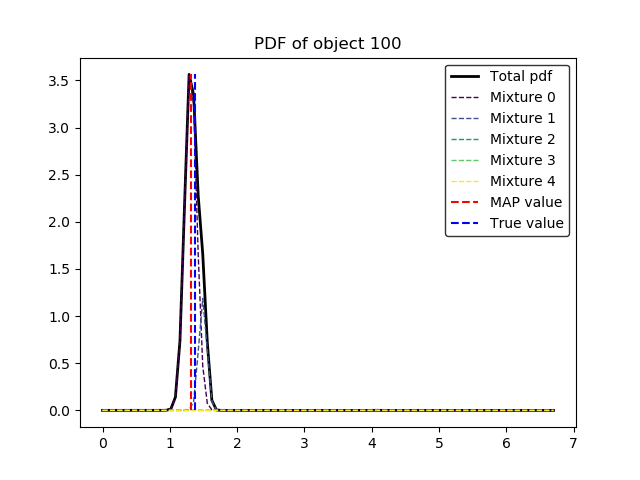 PDF of object 100
Total pdf
Mixture 0
Mixture 1
Mixture 2
Mixture 3
Mixture 4
MAP value
True value
3.5
3.0
2.5
2.0
1.5
1.0
0.5
0.0
0 1 2 3 4 5 6 7